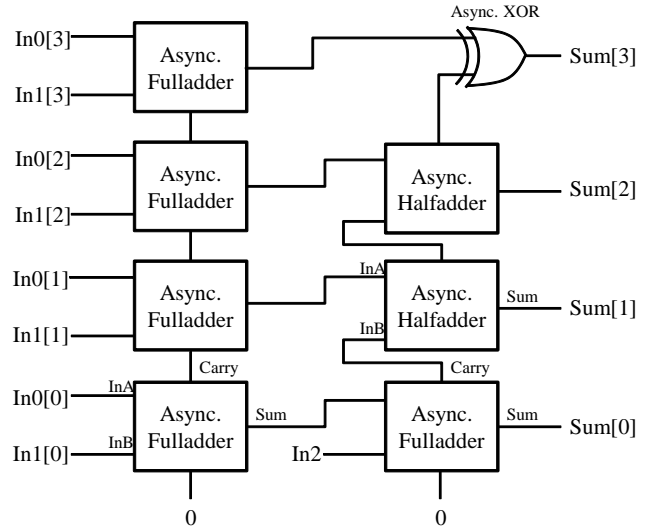 Async. XOR
In0[3]
Async.
Fulladder
In1[3]
Sum[3]
In0[2]
Async.
Fulladder
In1[2]
Async.
Halfadder
Sum[2]
In0[1]
Async.
Fulladder
In1[1]
InA
Async.
Halfadder
InB
Sum
Sum[1]
Carry
Carry
In0[0]
InA
Async.
Fulladder
In1[0]
InB
Sum
In2
Async.
Fulladder
Sum
Sum[0]
0
0